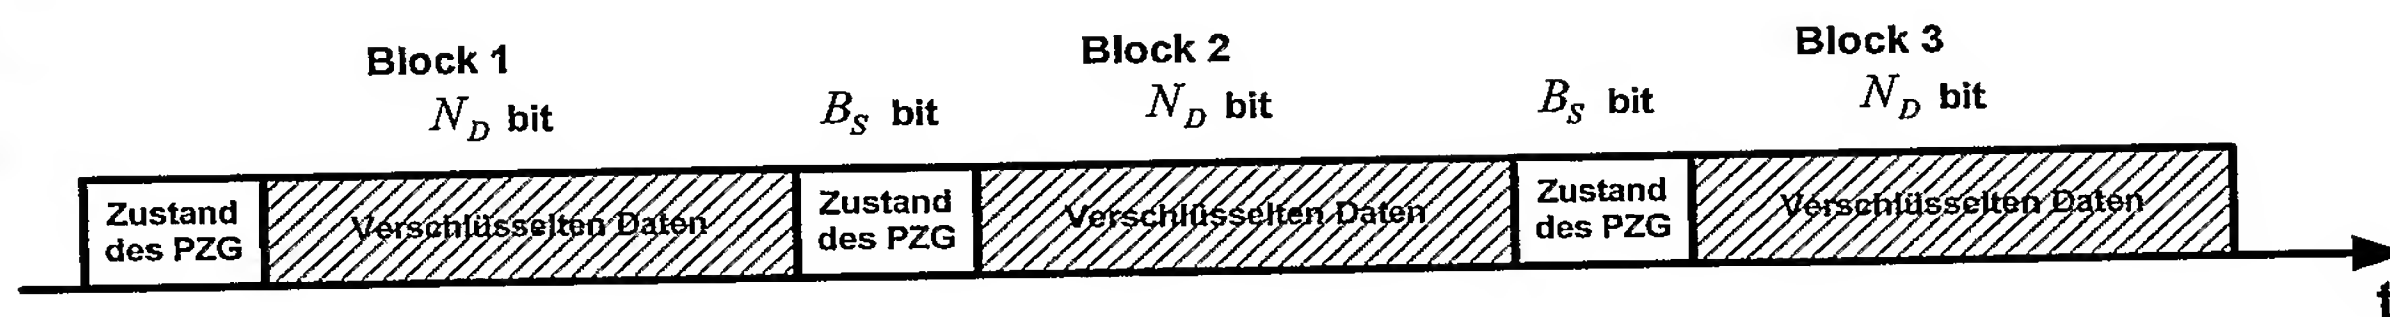 Block 1
N_D bit
B_S bit
Block 2
N_D bit
B_S bit
Block 3
N_D bit
Zustand
des PZG
Verschlüsselten Daten
Zustand
des PZG
Verschlüsselten Daten
Zustand
des PZG
Verschlüsselten Daten
t